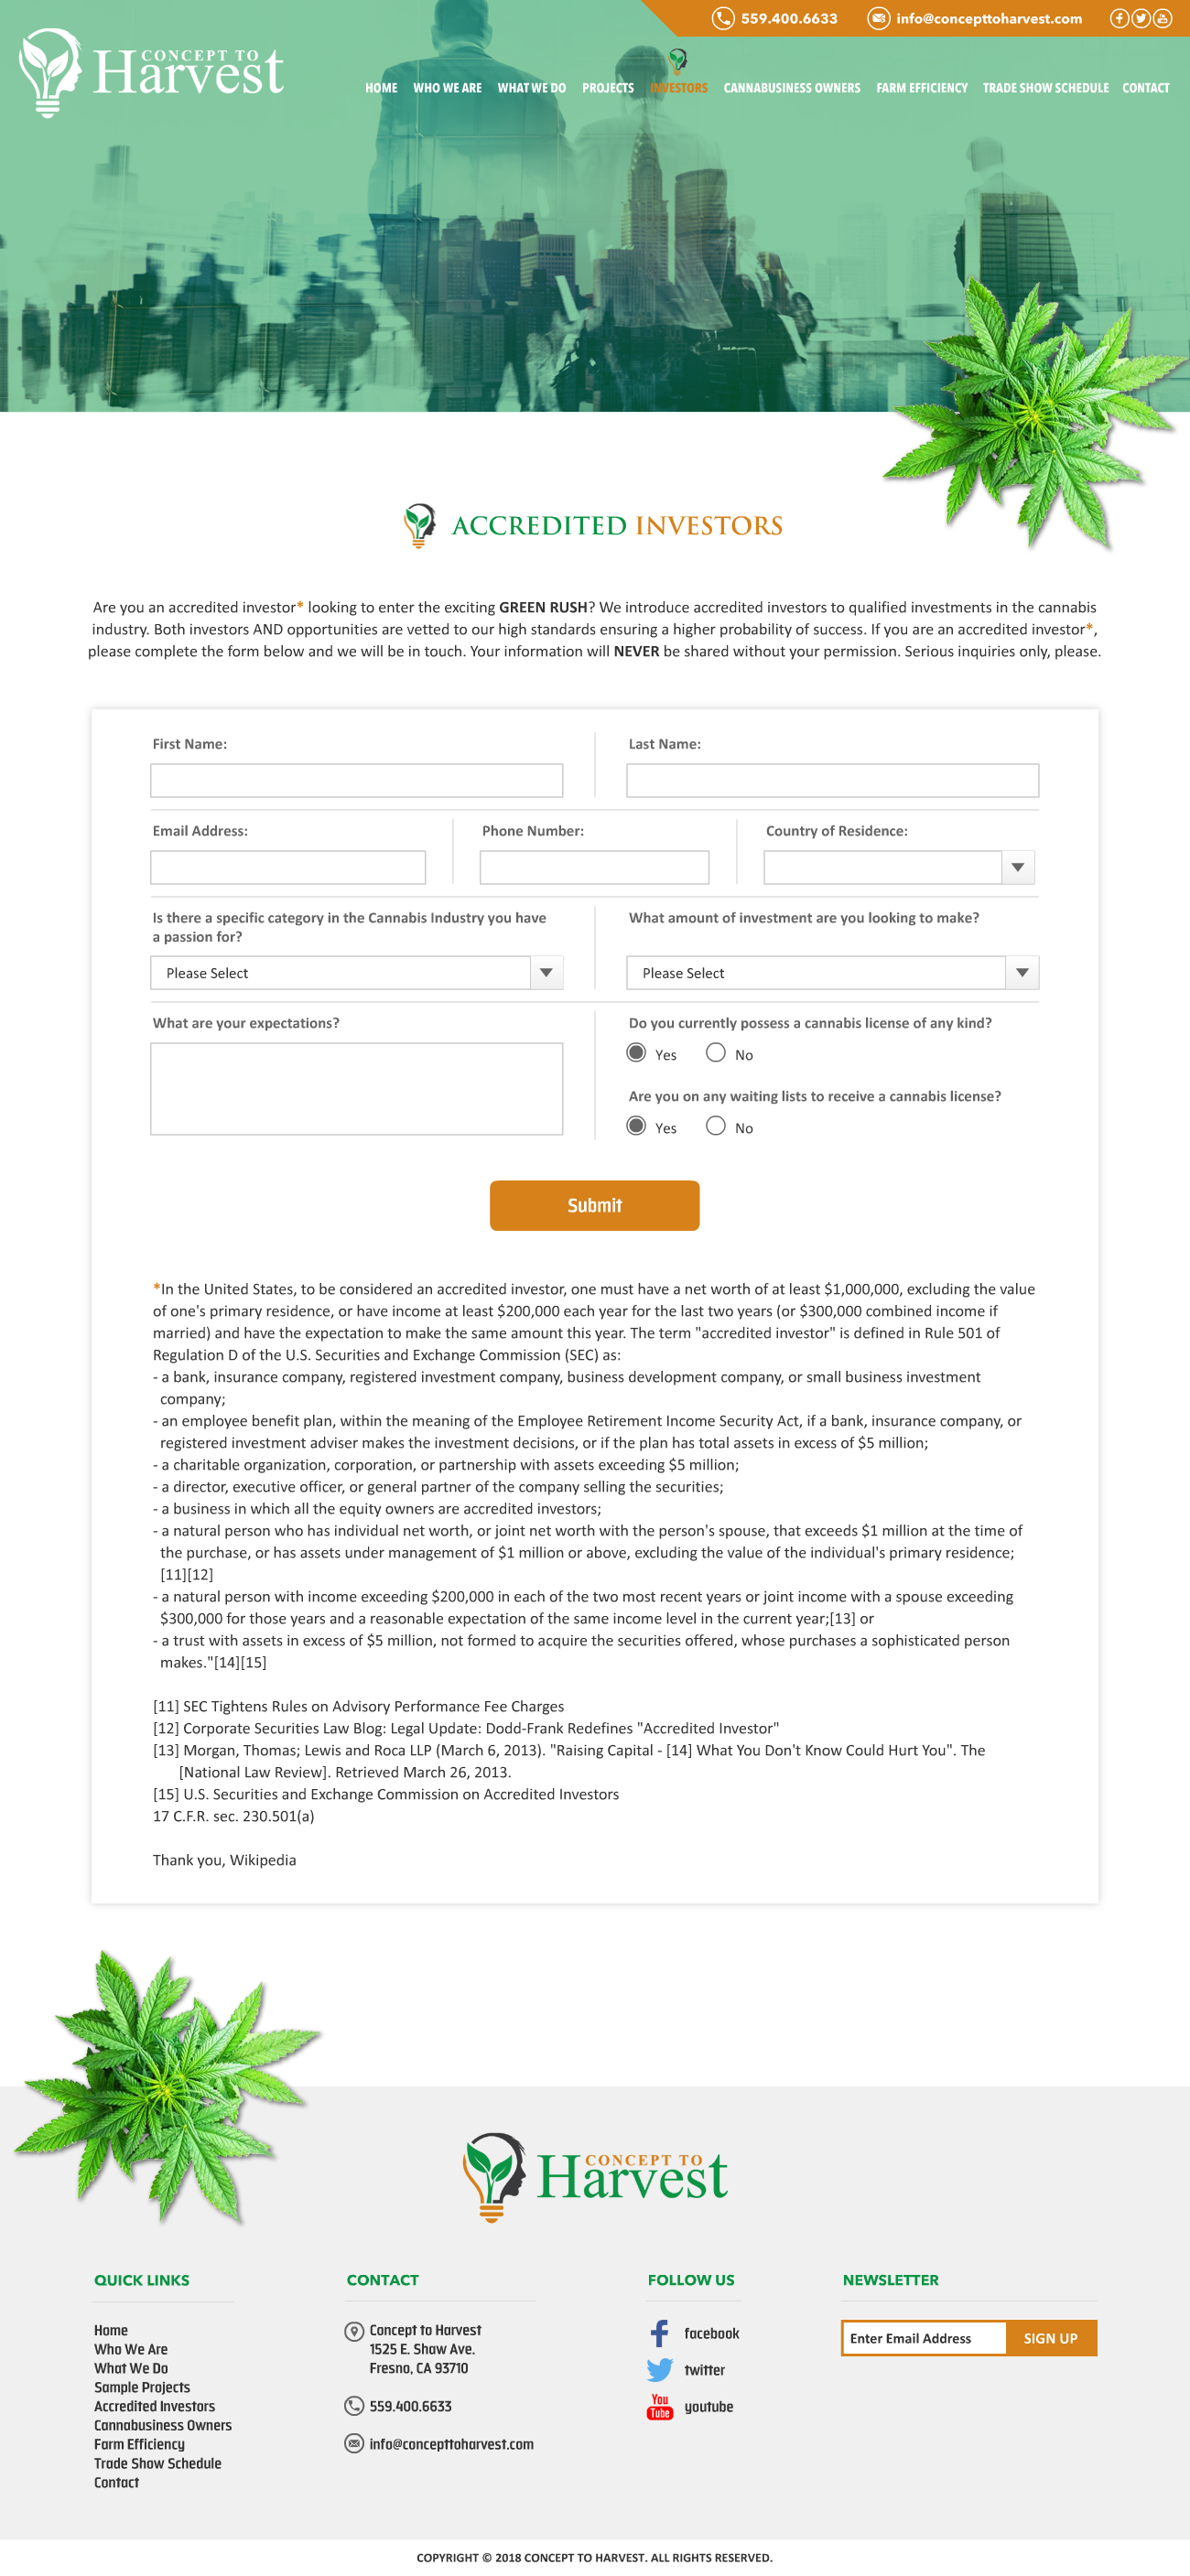 559.400.6633 info@concepttoharvest.com
CONCEPT TO
Harvest
HOME WHO WE ARE WHAT WE DO PROJECTS INVESTORS CANNABUSINESS OWNERS FARM EFFICIENCY TRADE SHOW SCHEDULE CONTACT
ACCREDITED INVESTORS
Are you an accredited investor* looking to enter the exciting GREEN RUSH? We introduce accredited investors to qualified investments in the cannabis
industry. Both investors AND opportunities are vetted to our high standards ensuring a higher probability of success. If you are an accredited investor*,
please complete the form below and we will be in touch. Your information will NEVER be shared without your permission. Serious inquiries only, please.
First Name: Last Name:
Email Address: Phone Number: Country of Residence:
Is there a specific category in the Cannabis Industry you have
a passion for?
What amount of investment are you looking to make?
Please Select Please Select
What are your expectations?
Do you currently possess a cannabis license of any kind?
Yes No
Are you on any waiting lists to receive a cannabis license?
Yes No
Submit
*In the United States, to be considered an accredited investor, one must have a net worth of at least $1,000,000, excluding the value
of one's primary residence, or have income at least $200,000 each year for the last two years (or $300,000 combined income if
married) and have the expectation to make the same amount this year. The term "accredited investor" is defined in Rule 501 of
Regulation D of the U.S. Securities and Exchange Commission (SEC) as:
- a bank, insurance company, registered investment company, business development company, or small business investment
company;
- an employee benefit plan, within the meaning of the Employee Retirement Income Security Act, if a bank, insurance company, or
registered investment adviser makes the investment decisions, or if the plan has total assets in excess of $5 million;
- a charitable organization, corporation, or partnership with assets exceeding $5 million;
- a director, executive officer, or general partner of the company selling the securities;
- a business in which all the equity owners are accredited investors;
- a natural person who has individual net worth, or joint net worth with the person's spouse, that exceeds $1 million at the time of
the purchase, or has assets under management of $1 million or above, excluding the value of the individual's primary residence;
[11][12]
- a natural person with income exceeding $200,000 in each of the two most recent years or joint income with a spouse exceeding
$300,000 for those years and a reasonable expectation of the same income level in the current year;[13] or
- a trust with assets in excess of $5 million, not formed to acquire the securities offered, whose purchases a sophisticated person
makes."[14][15]
[11] SEC Tightens Rules on Advisory Performance Fee Charges
[12] Corporate Securities Law Blog: Legal Update: Dodd-Frank Redefines "Accredited Investor"
[13] Morgan, Thomas; Lewis and Roca LLP (March 6, 2013). "Raising Capital - [14] What You Don't Know Could Hurt You". The
[National Law Review]. Retrieved March 26, 2013.
[15] U.S. Securities and Exchange Commission on Accredited Investors
17 C.F.R. sec. 230.501(a)
Thank you, Wikipedia
CONCEPT TO
Harvest
QUICK LINKS
Home
Who We Are
What We Do
Sample Projects
Accredited Investors
Cannabusiness Owners
Farm Efficiency
Trade Show Schedule
Contact
CONTACT
Concept to Harvest
1525 E. Shaw Ave.
Fresno, CA 93710
559.400.6633
info@concepttoharvest.com
FOLLOW US
facebook
twitter
You
Tube
youtube
NEWSLETTER
Enter Email Address SIGN UP
COPYRIGHT © 2018 CONCEPT TO HARVEST. ALL RIGHTS RESERVED.